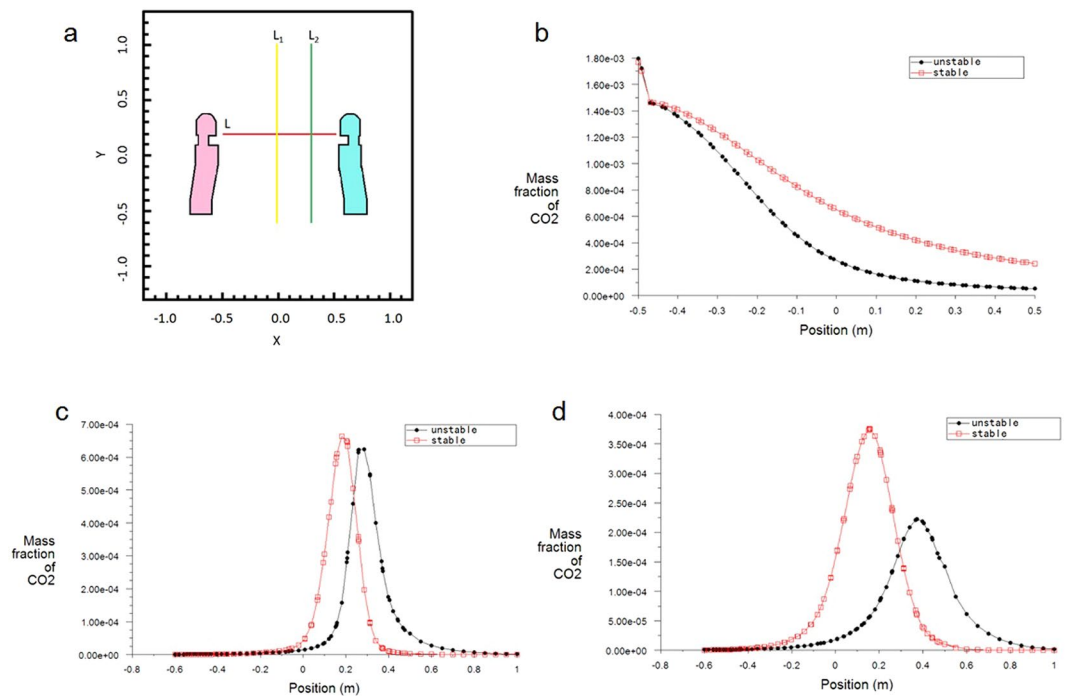 a
L₁ L₂
L
1.0
0.5
0.0
-0.5
-1.0
Y
-1.0 -0.5 0.0 0.5 1.0
X
b
unstable
stable
1.80e-03
1.60e-03
1.40e-03
1.20e-03
1.00e-03
8.00e-04
6.00e-04
4.00e-04
2.00e-04
0.00e+00
Mass
fraction
of
CO2
-0.5 -0.4 -0.3 -0.2 -0.1 0 0.1 0.2 0.3 0.4 0.5
Position (m)
c
unstable
stable
7.00e-04
6.00e-04
5.00e-04
4.00e-04
3.00e-04
2.00e-04
1.00e-04
0.00e+00
Mass
fraction
of
CO2
-0.8 -0.6 -0.4 -0.2 0 0.2 0.4 0.6 0.8 1
Position (m)
d
unstable
stable
4.00e-04
3.50e-04
3.00e-04
2.50e-04
2.00e-04
1.50e-04
1.00e-04
5.00e-05
0.00e+00
Mass
fraction
of
CO2
-0.8 -0.6 -0.4 -0.2 0 0.2 0.4 0.6 0.8 1
Position (m)